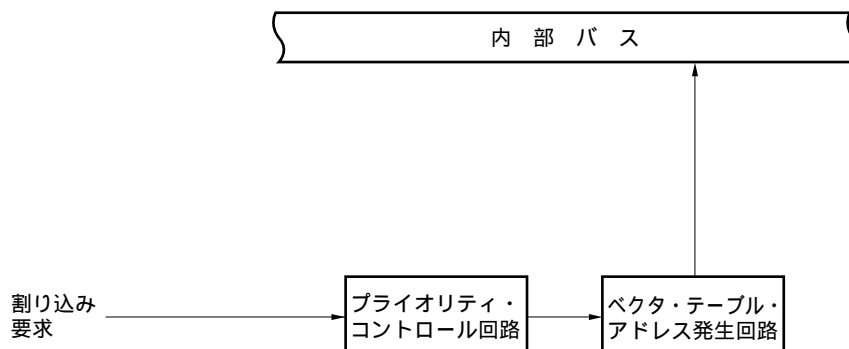 内 部 バ ス
割り込み
要求
プライオリティ・
コントロール回路
ベクタ・テーブル・
アドレス発生回路